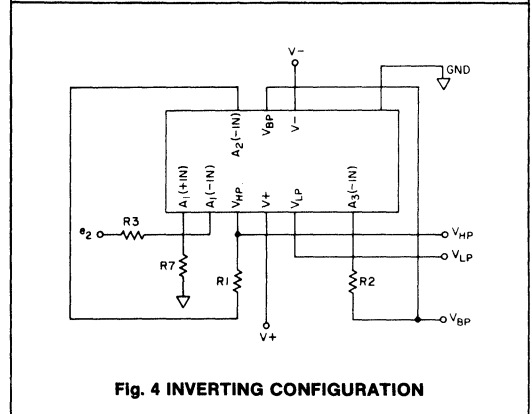 V-
GND
A2(-IN)
VBP
V-
A1(+IN)
A1(-IN)
VHP.
V+
VLP
A3(-IN)
e2
R3
R7
R1
R2
VHP
VLP
VBP
V+
Fig. 4 INVERTING CONFIGURATION